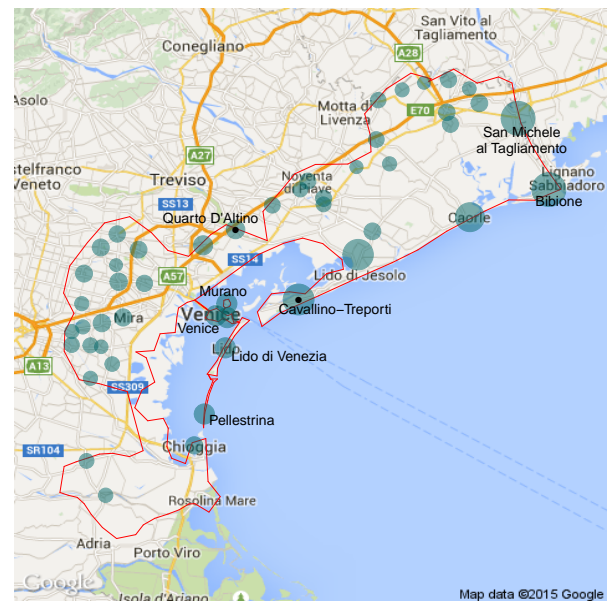 San Vito al
Tagliamento
Conegliano
A28
Asolo
Motta di
Livenza
E70
San Michele
al Tagliamento
A27
Lignano
Sabbiadoro
Bibione
stelfranco
Veneto
Treviso
Noventa
di Piave
SS13
Quarto D'Altino
Caorle
SS14
A57
Lido di Jesolo
Murano
Mira
Venice
Venice
Cavallino–Treporti
Lido
Lido di Venezia
A13
SS309
Pellestrina
Chioggia
SR104
Rosolina Mare
Adria
Porto Viro
Google
Isola d'Ariano
Map data ©2015 Google